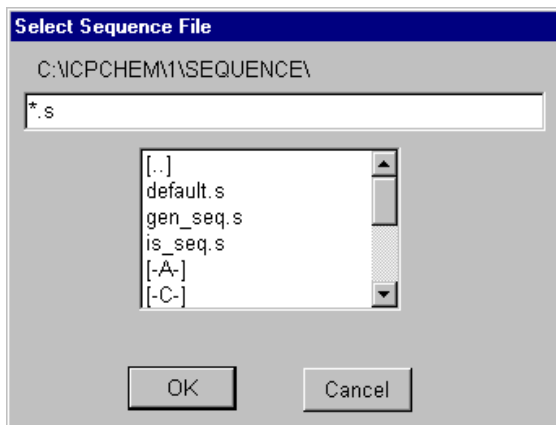 Select Sequence File
C:\ICPCHEM\1\SEQUENCE\
*.s
[..]
default.s
gen_seq.s
is_seq.s
[-A-]
[-C-]
OK Cancel